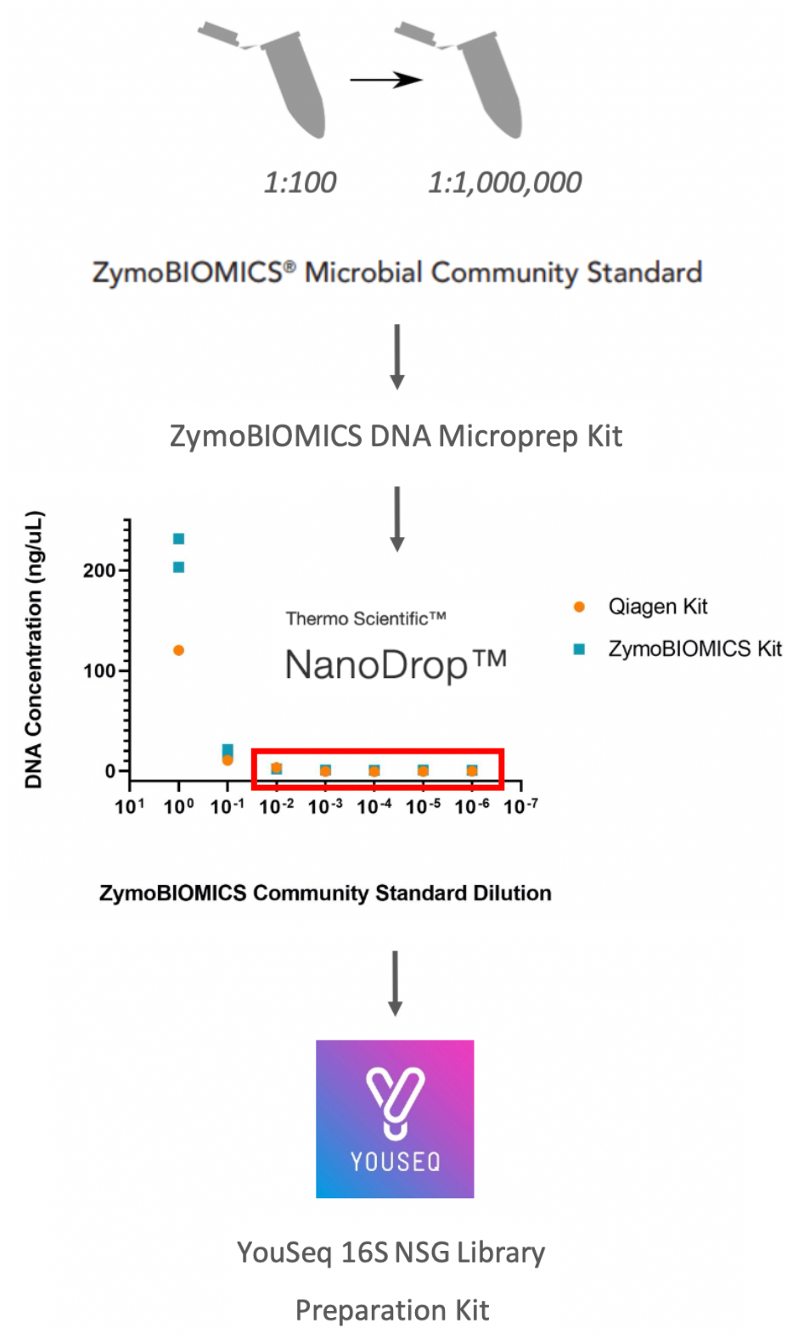 1:100
1:1,000,000
ZymoBIOMICS® Microbial Community Standard
ZymoBIOMICS DNA Microprep Kit
DNA Concentration (ng/uL)
200
100
0
Thermo Scientific™
NanoDrop™
Qiagen Kit
ZymoBIOMICS Kit
10¹ 10⁰ 10⁻¹ 10⁻² 10⁻³ 10⁻⁴ 10⁻⁵ 10⁻⁶ 10⁻⁷
ZymoBIOMICS Community Standard Dilution
YOUSEQ
YouSeq 16S NSG Library
Preparation Kit